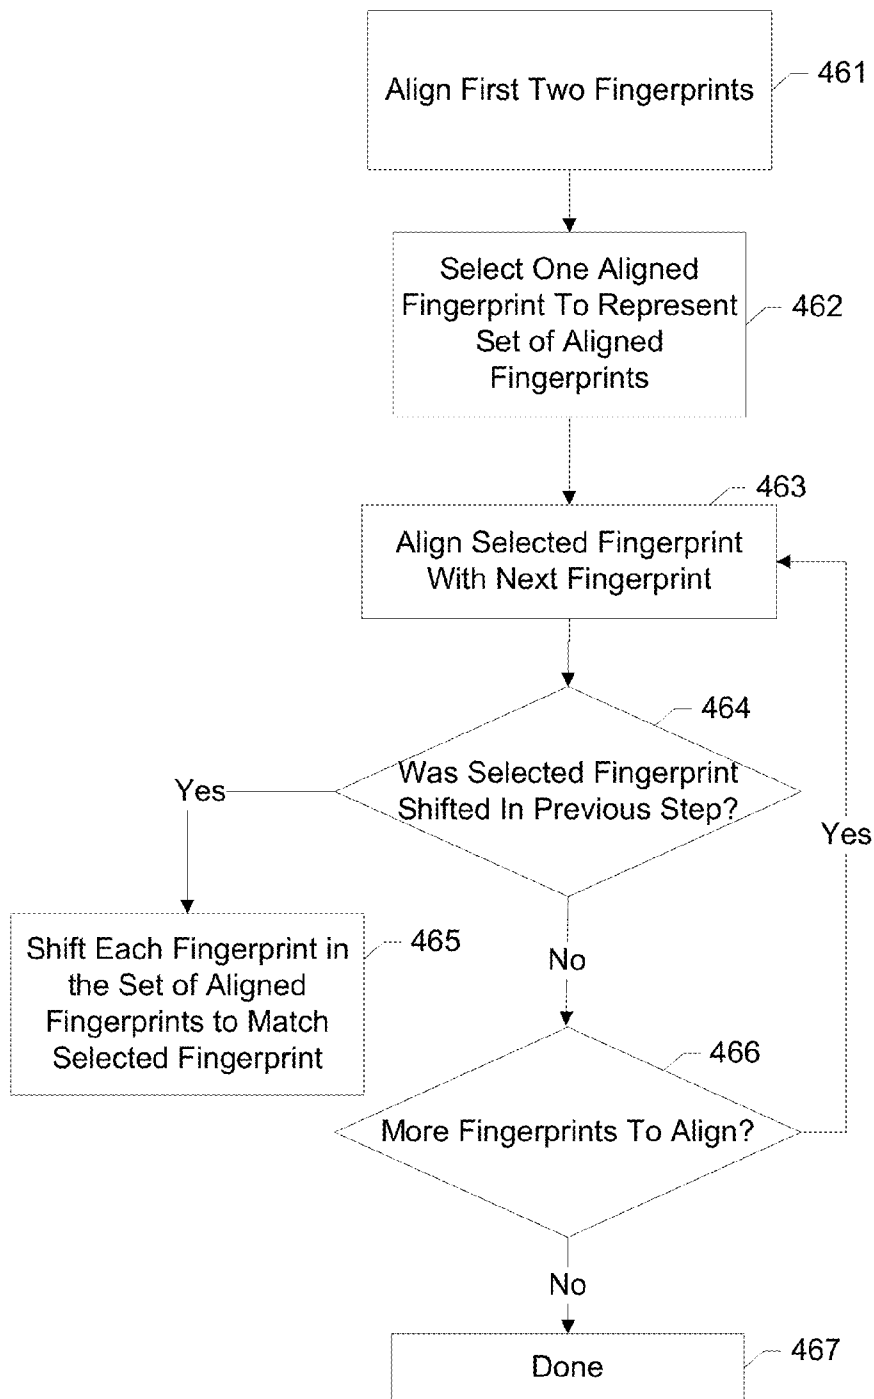 Align First Two Fingerprints
461
Select One Aligned
Fingerprint To Represent
Set of Aligned
Fingerprints
462
463
Align Selected Fingerprint
With Next Fingerprint
464
Was Selected Fingerprint
Shifted In Previous Step?
Yes
Yes
Shift Each Fingerprint in
the Set of Aligned
Fingerprints to Match
Selected Fingerprint
465
No
466
More Fingerprints To Align?
No
Done
467